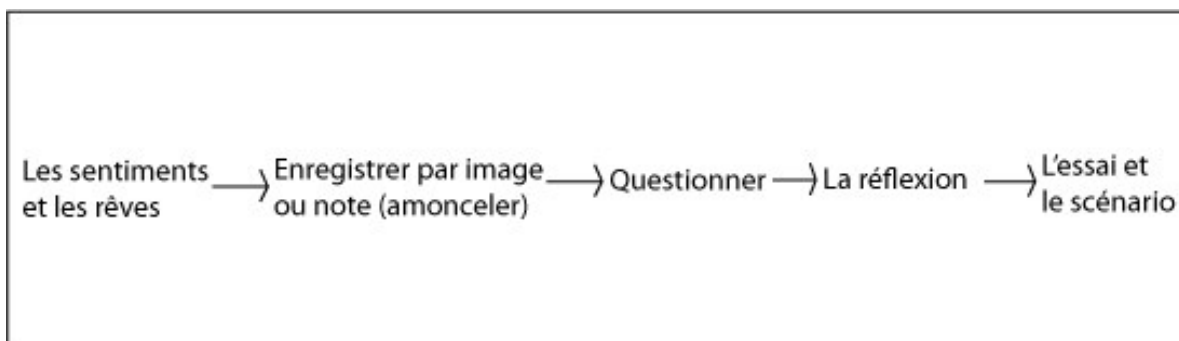 Les sentiments
et les rêves
Enregistrer par image
ou note (amonceler)
Questionner
La réflexion
L'essai et
le scénario